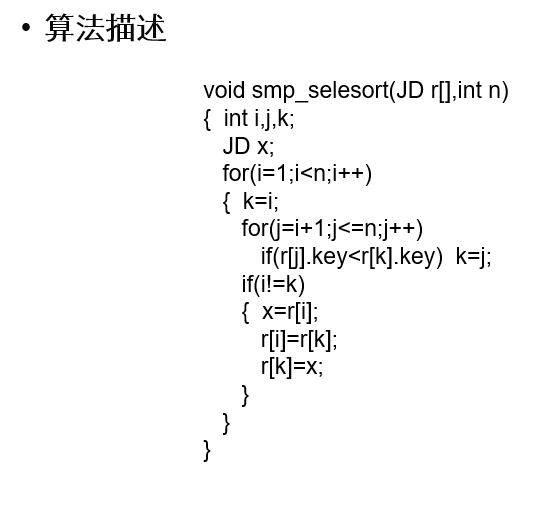 • 算法描述
void smp_selesort(JD r[],int n)
{  int i,j,k;
   JD x;
   for(i=1;i<n;i++)
   {  k=i;
      for(j=i+1;j<=n;j++)
         if(r[j].key<r[k].key)  k=j;
      if(i!=k)
      {  x=r[i];
         r[i]=r[k];
         r[k]=x;
      }
   }
}